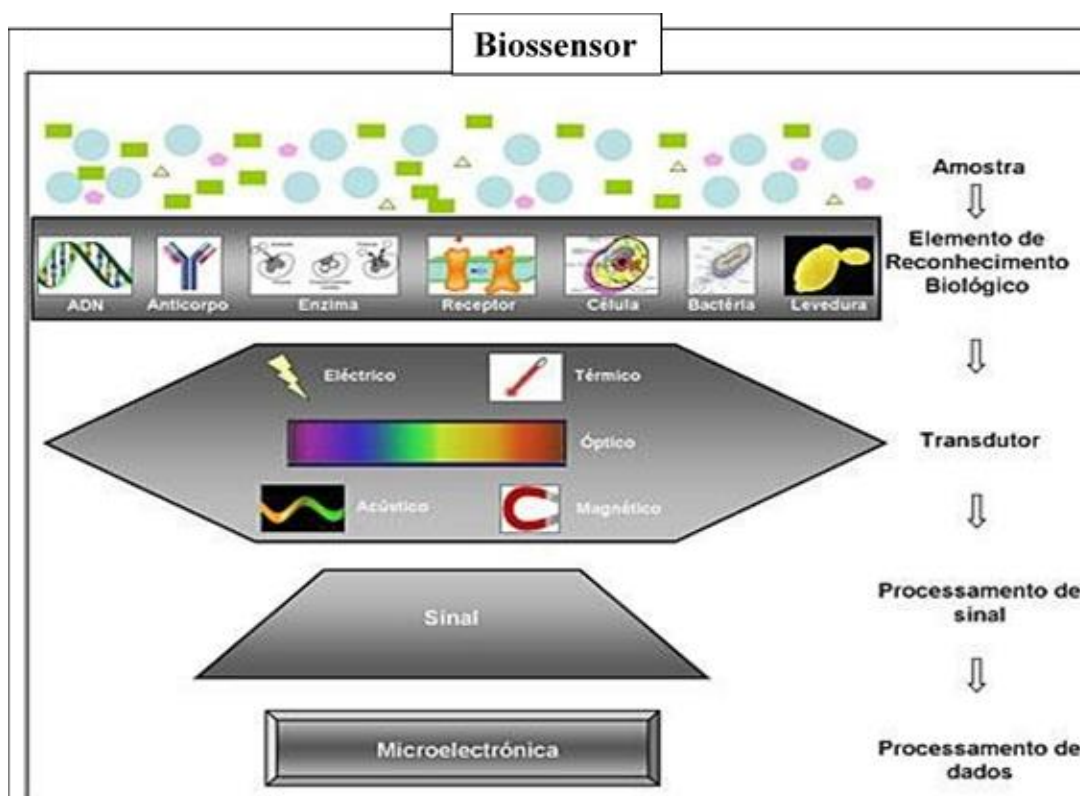 Biossensor
Amostra
Elemento de
Reconhecimento
Biológico
ADN
Anticorpo
Enzima
Receptor
Célula
Bactéria
Levedura
Eléctrico
Térmico
Óptico
Acústico
Magnético
Transdutor
Sinal
Processamento de
sinal
Microelectrónica
Processamento de
dados